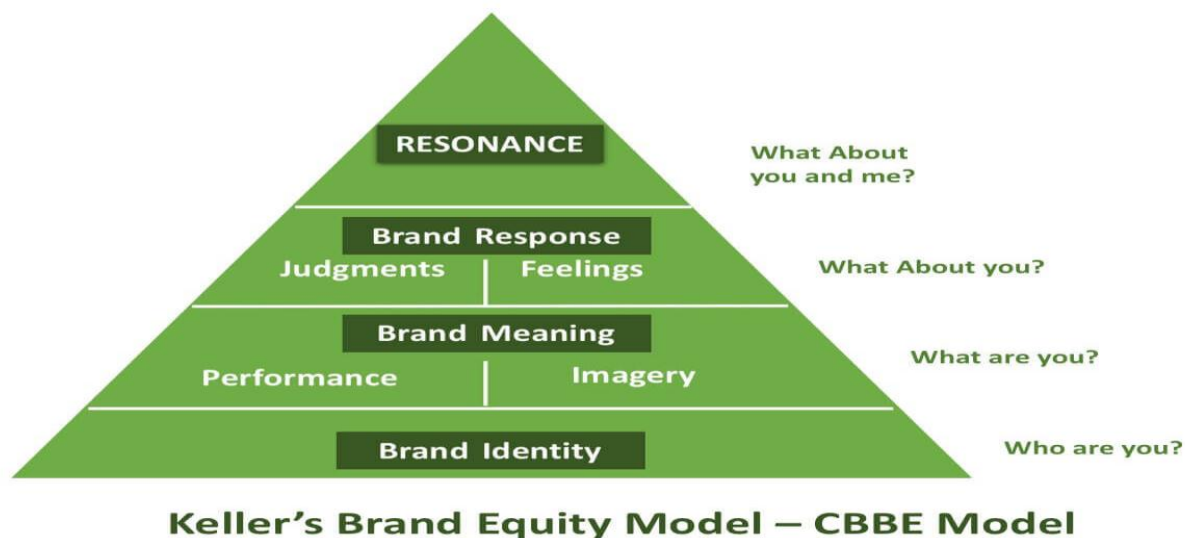 RESONANCE
What About
you and me?
Brand Response
Judgments Feelings
What About you?
Brand Meaning
Performance Imagery
What are you?
Brand Identity
Who are you?
Keller's Brand Equity Model – CBBE Model